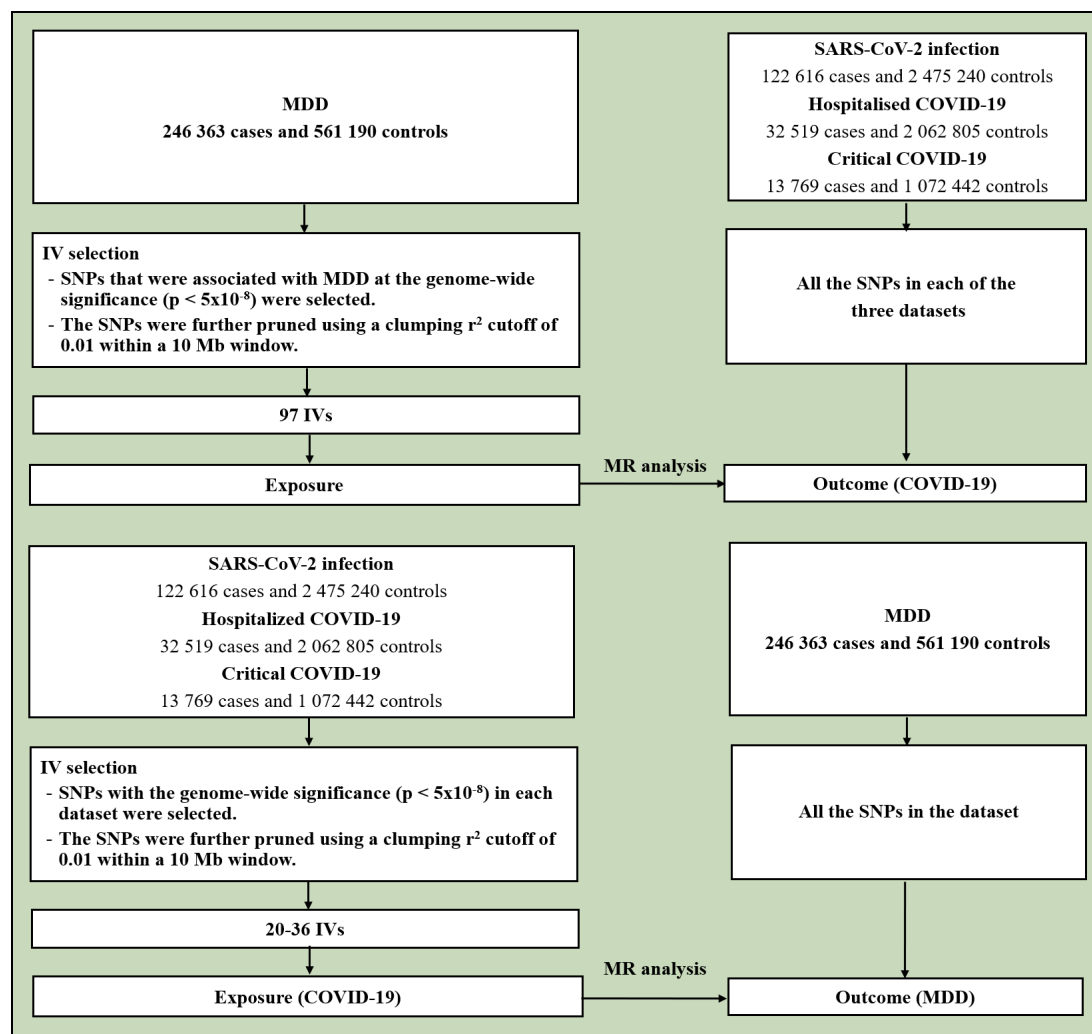 MDD
246 363 cases and 561 190 controls
SARS-CoV-2 infection
122 616 cases and 2 475 240 controls
Hospitalised COVID-19
32 519 cases and 2 062 805 controls
Critical COVID-19
13 769 cases and 1 072 442 controls
IV selection
- SNPs that were associated with MDD at the genome-wide
significance (p < 5x10⁻⁸) were selected.
- The SNPs were further pruned using a clumping r² cutoff of
0.01 within a 10 Mb window.
All the SNPs in each of the
three datasets
97 IVs
Exposure
MR analysis
Outcome (COVID-19)
SARS-CoV-2 infection
122 616 cases and 2 475 240 controls
Hospitalized COVID-19
32 519 cases and 2 062 805 controls
Critical COVID-19
13 769 cases and 1 072 442 controls
MDD
246 363 cases and 561 190 controls
IV selection
- SNPs with the genome-wide significance (p < 5x10⁻⁸) in each
dataset were selected.
- The SNPs were further pruned using a clumping r² cutoff of
0.01 within a 10 Mb window.
All the SNPs in the dataset
20-36 IVs
Exposure (COVID-19)
MR analysis
Outcome (MDD)